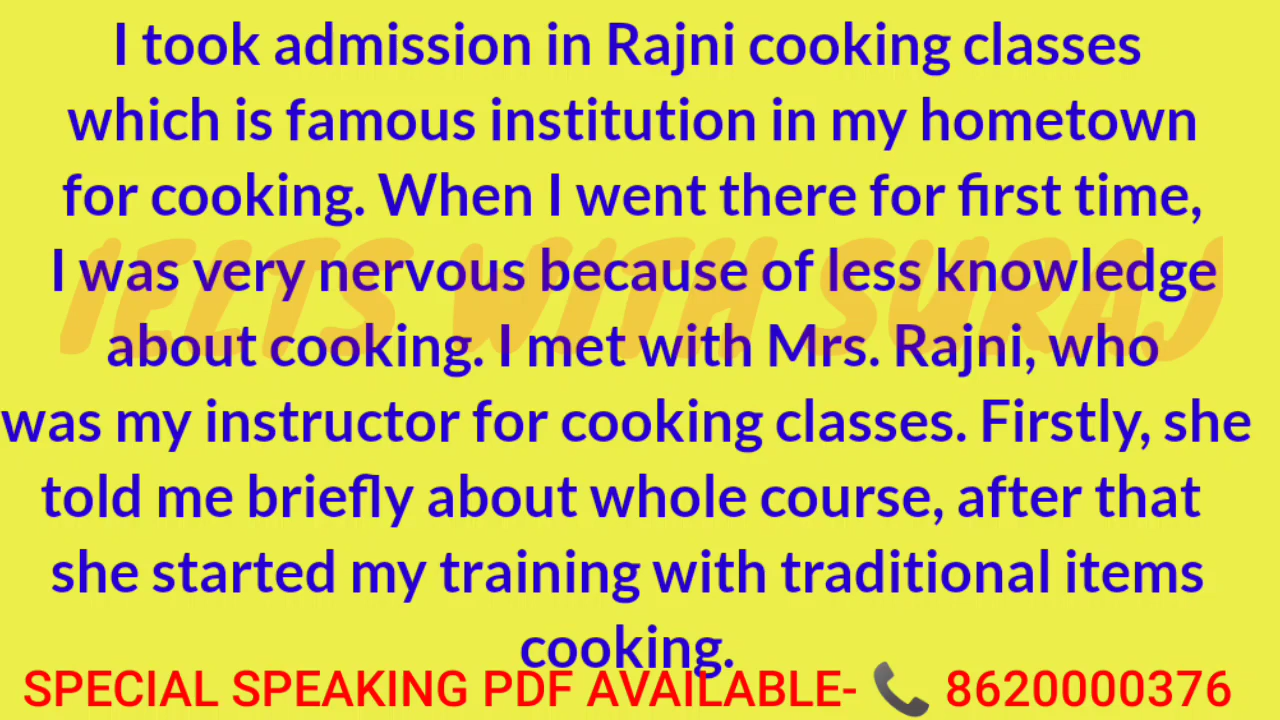 I took admission in Rajni cooking classes
which is famous institution in my hometown
for cooking. When I went there for first time,
I was very nervous because of less knowledge
IELTS WITH SURAJ
about cooking. I met with Mrs. Rajni, who
was my instructor for cooking classes. Firstly, she
told me briefly about whole course, after that
she started my training with traditional items
cooking.
SPECIAL SPEAKING PDF AVAILABLE- 📞 8620000376